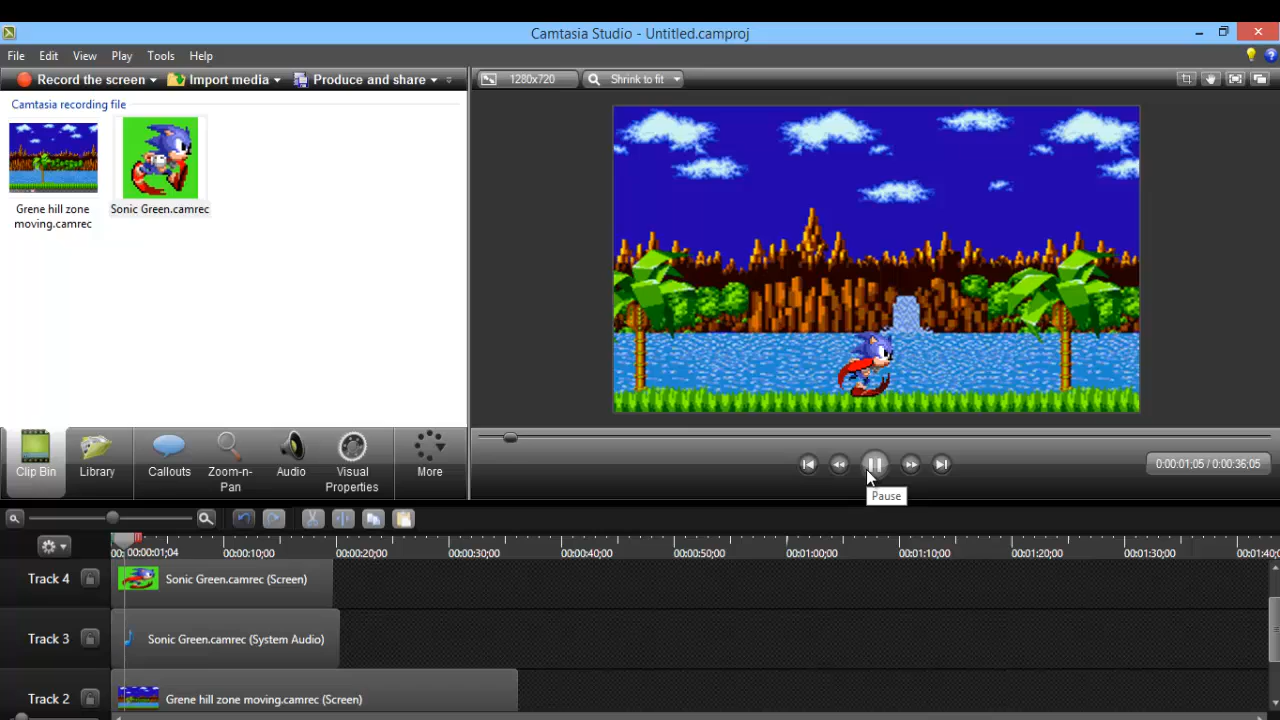 Camtasia Studio - Untitled.camproj
File Edit View Play Tools Help
Record the screen Import media Produce and share
1280x720 Shrink to fit
Camtasia recording file
Grene hill zone
moving.camrec
Sonic Green.camrec
Clip Bin
Library
Callouts
Zoom-n-
Pan
Audio
Visual
Properties
More
0:00:01;05 / 0:00:36;05
Pause
00: 00:00:01;04 00:00:10;00 00:00:20;00 00:00:30;00 00:00:40;00 00:00:50;00 00:01:00;00 00:01:10;00 00:01:20;00 00:01:30;00 00:01:40
Track 4 Sonic Green.camrec (Screen)
Track 3 Sonic Green.camrec (System Audio)
Track 2 Grene hill zone moving.camrec (Screen)